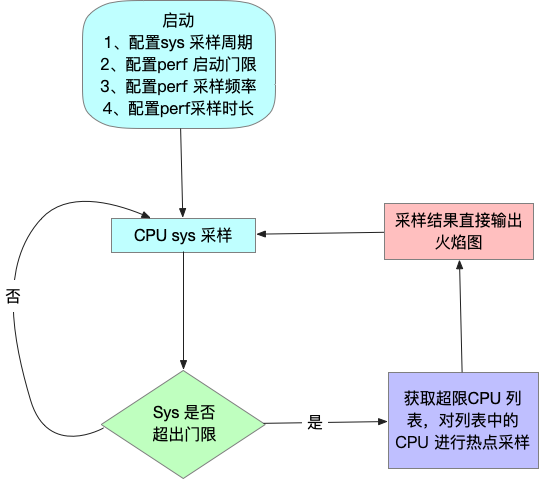 启动
1、配置sys 采样周期
2、配置perf 启动门限
3、配置perf 采样频率
4、配置perf采样时长
CPU sys 采样
采样结果直接输出
火焰图
否
Sys 是否
超出门限
是
获取超限CPU 列
表，对列表中的
CPU 进行热点采样